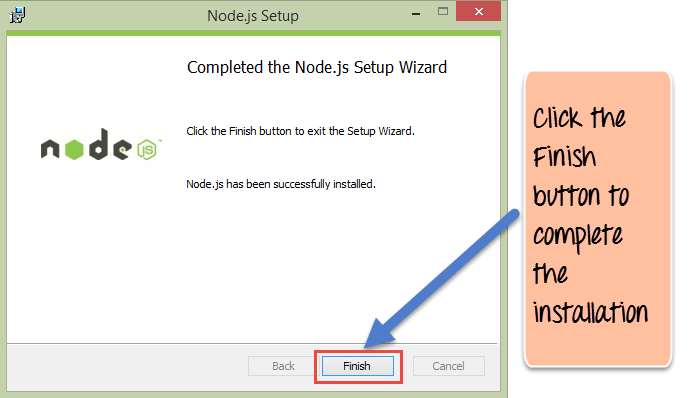 Node.js Setup
Completed the Node.js Setup Wizard
node JS™
Click the Finish button to exit the Setup Wizard.
Node.js has been successfully installed.
Back
Finish
Cancel
Click the
Finish
button to
complete
the
installation